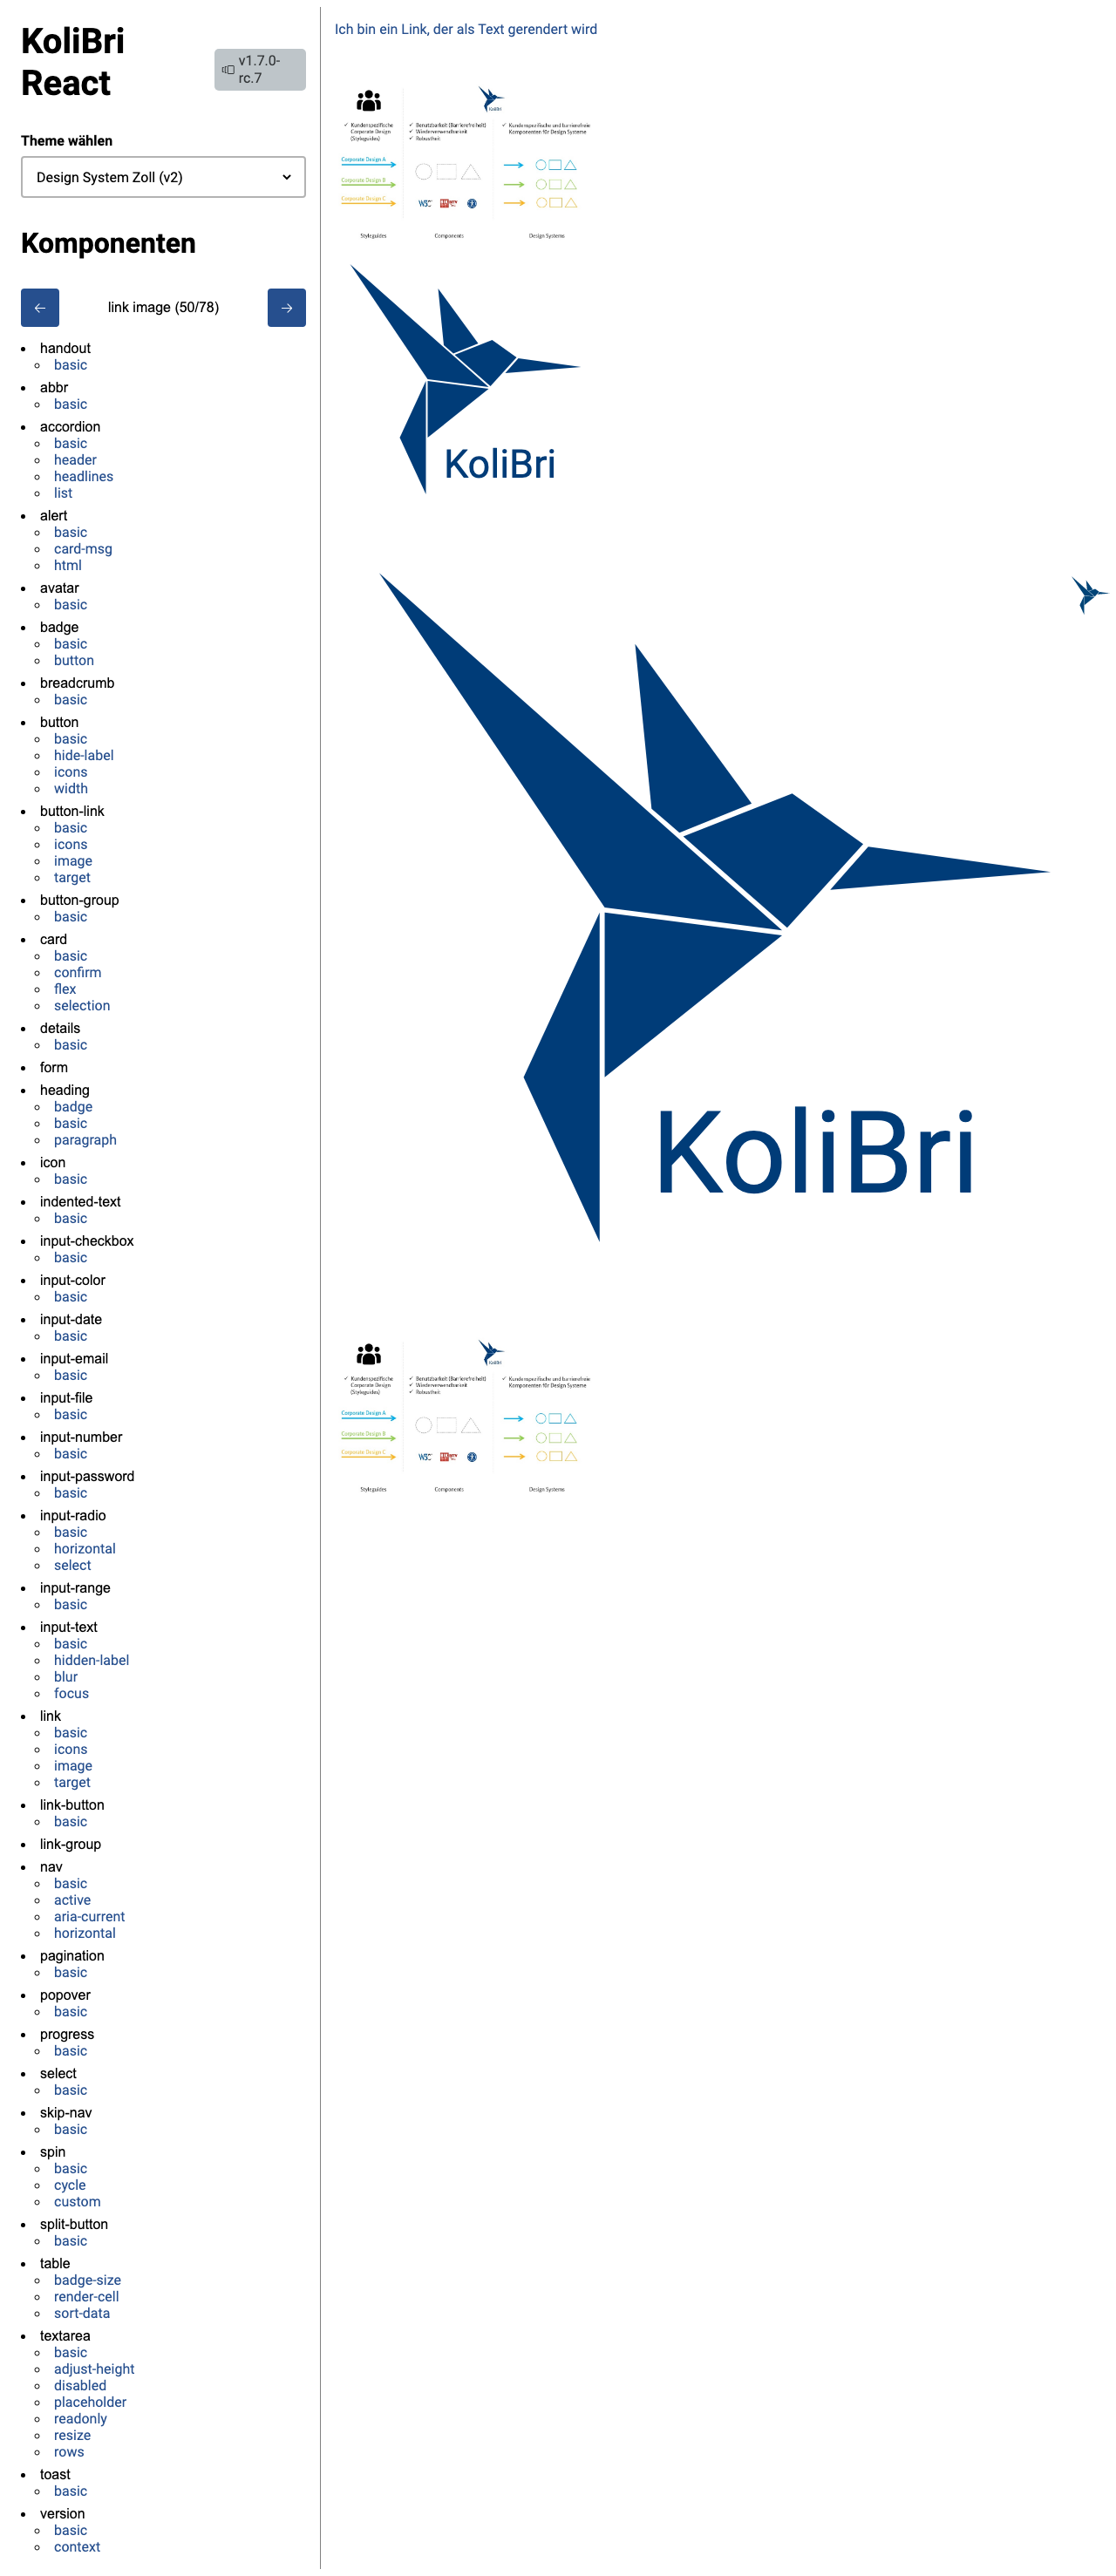 KoliBri
React
v1.7.0-
rc.7
Theme wählen
Design System Zoll (v2)
Komponenten
link image (50/78)
handout
basic
abbr
basic
accordion
basic
header
headlines
list
alert
basic
card-msg
html
avatar
basic
badge
basic
button
breadcrumb
basic
button
basic
hide-label
icons
width
button-link
basic
icons
image
target
button-group
basic
card
basic
confirm
flex
selection
details
basic
form
heading
badge
basic
paragraph
icon
basic
indented-text
basic
input-checkbox
basic
input-color
basic
input-date
basic
input-email
basic
input-file
basic
input-number
basic
input-password
basic
input-radio
basic
horizontal
select
input-range
basic
input-text
basic
hidden-label
blur
focus
link
basic
icons
image
target
link-button
basic
link-group
nav
basic
active
aria-current
horizontal
pagination
basic
popover
basic
progress
basic
select
basic
skip-nav
basic
spin
basic
cycle
custom
split-button
basic
table
badge-size
render-cell
sort-data
textarea
basic
adjust-height
disabled
placeholder
readonly
resize
rows
toast
basic
version
basic
context
Ich bin ein Link, der als Text gerendert wird
KoliBri
✓ Kundenspezifische
Corporate Design
(Styleguides)
✓ Benutzbarkeit (Barrierefreiheit)
✓ Wiederverwendbarkeit
✓ Robustheit
✓ Kundenspezifische und barrierefreie
Komponenten für Design Systeme
Corporate Design A
Corporate Design B
Corporate Design C
W3C
Styleguides
Components
Design Systems
KoliBri
KoliBri
KoliBri
✓ Kundenspezifische
Corporate Design
(Styleguides)
✓ Benutzbarkeit (Barrierefreiheit)
✓ Wiederverwendbarkeit
✓ Robustheit
✓ Kundenspezifische und barrierefreie
Komponenten für Design Systeme
Corporate Design A
Corporate Design B
Corporate Design C
W3C
Styleguides
Components
Design Systems